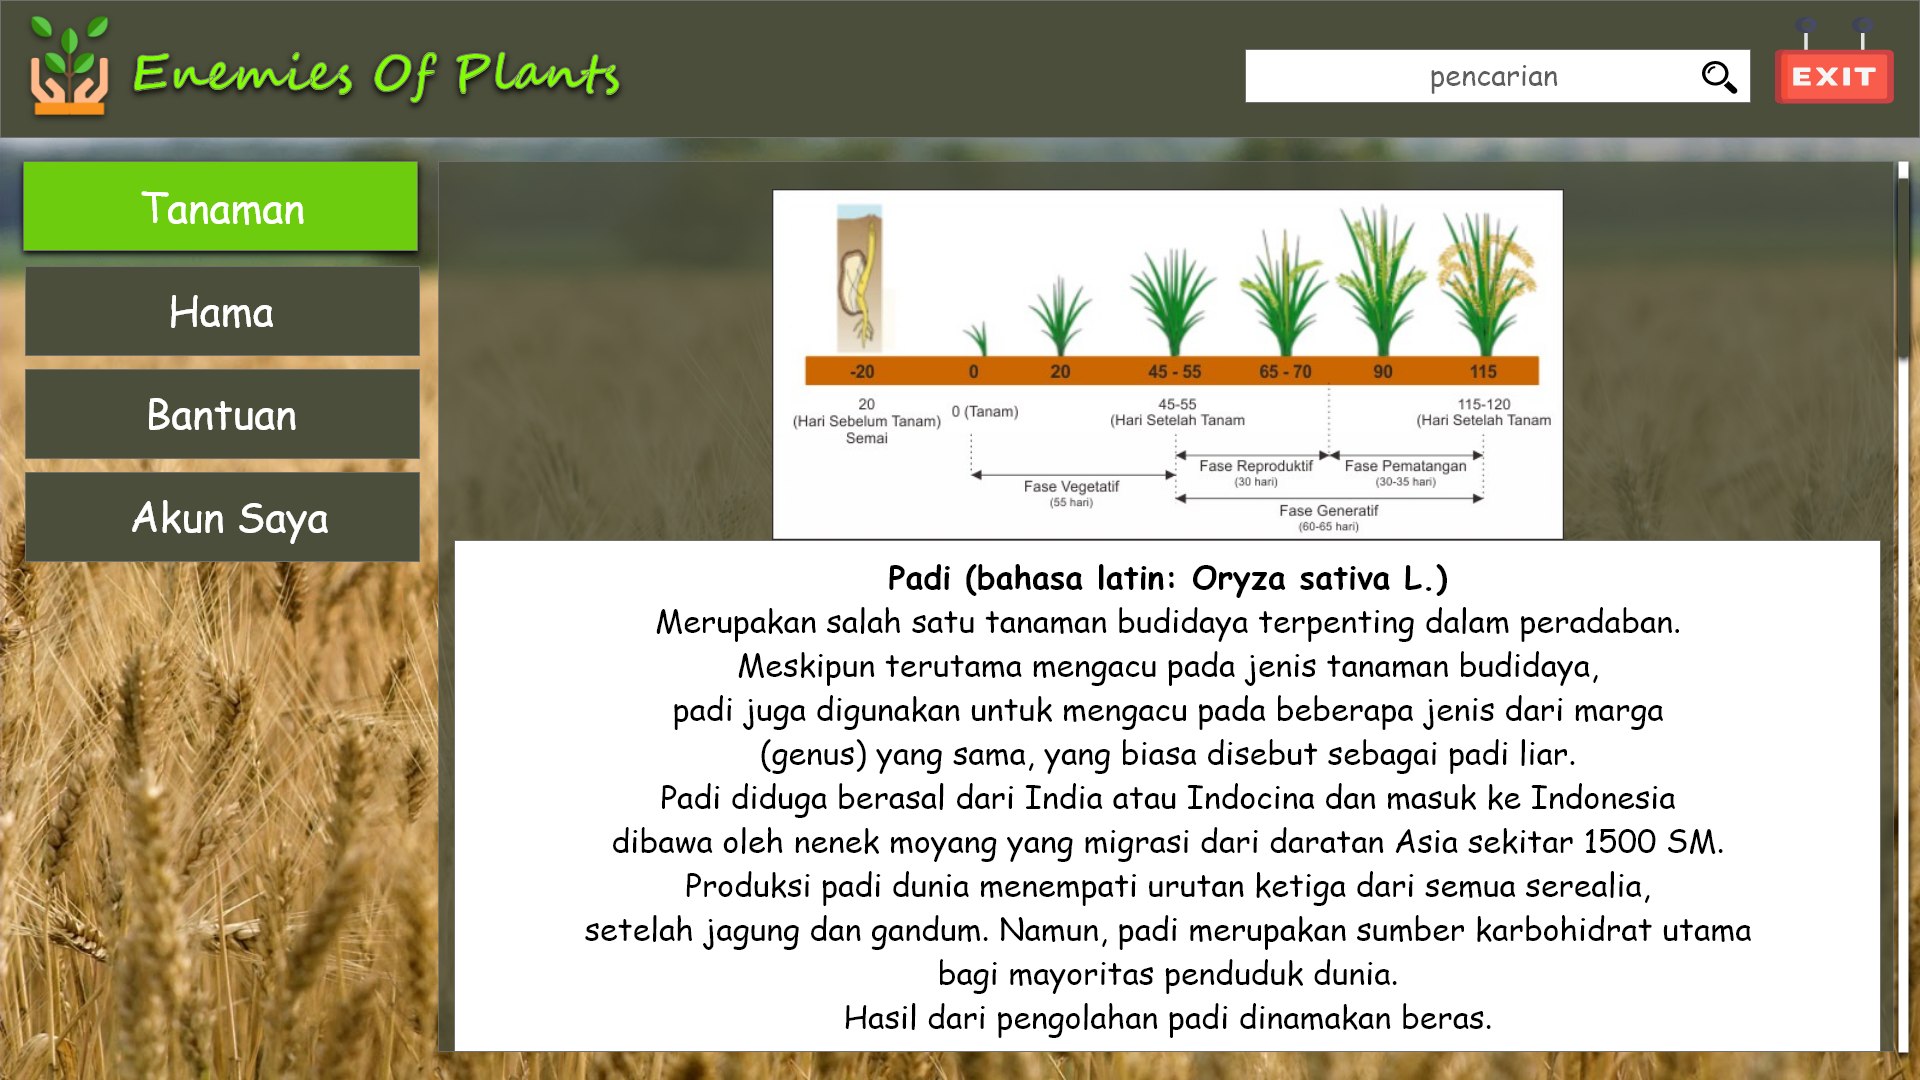 Enemies Of Plants
pencarian
EXIT
Tanaman
Hama
Bantuan
Akun Saya
-20 0 20 45 - 55 65 - 70 90 115
20
(Hari Sebelum Tanam)
Semai
0 (Tanam)
45-55
(Hari Setelah Tanam
115-120
(Hari Setelah Tanam
Fase Reproduktif
(30 hari)
Fase Pematangan
(30-35 hari)
Fase Vegetatif
(55 hari)
Fase Generatif
(60-65 hari)
Padi (bahasa latin: Oryza sativa L.)
Merupakan salah satu tanaman budidaya terpenting dalam peradaban.
Meskipun terutama mengacu pada jenis tanaman budidaya,
padi juga digunakan untuk mengacu pada beberapa jenis dari marga
(genus) yang sama, yang biasa disebut sebagai padi liar.
Padi diduga berasal dari India atau Indocina dan masuk ke Indonesia
dibawa oleh nenek moyang yang migrasi dari daratan Asia sekitar 1500 SM.
Produksi padi dunia menempati urutan ketiga dari semua serealia,
setelah jagung dan gandum. Namun, padi merupakan sumber karbohidrat utama
bagi mayoritas penduduk dunia.
Hasil dari pengolahan padi dinamakan beras.